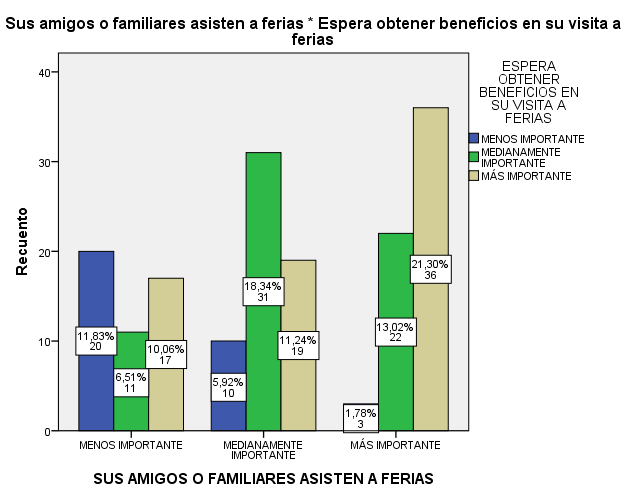 Sus amigos o familiares asisten a ferias * Espera obtener beneficios en su visita a
ferias
ESPERA
OBTENER
BENEFICIOS EN
SU VISITA A
FERIAS
MENOS IMPORTANTE
MEDIANAMENTE
IMPORTANTE
MÁS IMPORTANTE
Recuento
40
30
20
10
0
11,83%
20
6,51%
11
10,06%
17
5,92%
10
18,34%
31
11,24%
19
1,78%
3
13,02%
22
21,30%
36
MENOS IMPORTANTE
MEDIANAMENTE
IMPORTANTE
MÁS IMPORTANTE
SUS AMIGOS O FAMILIARES ASISTEN A FERIAS